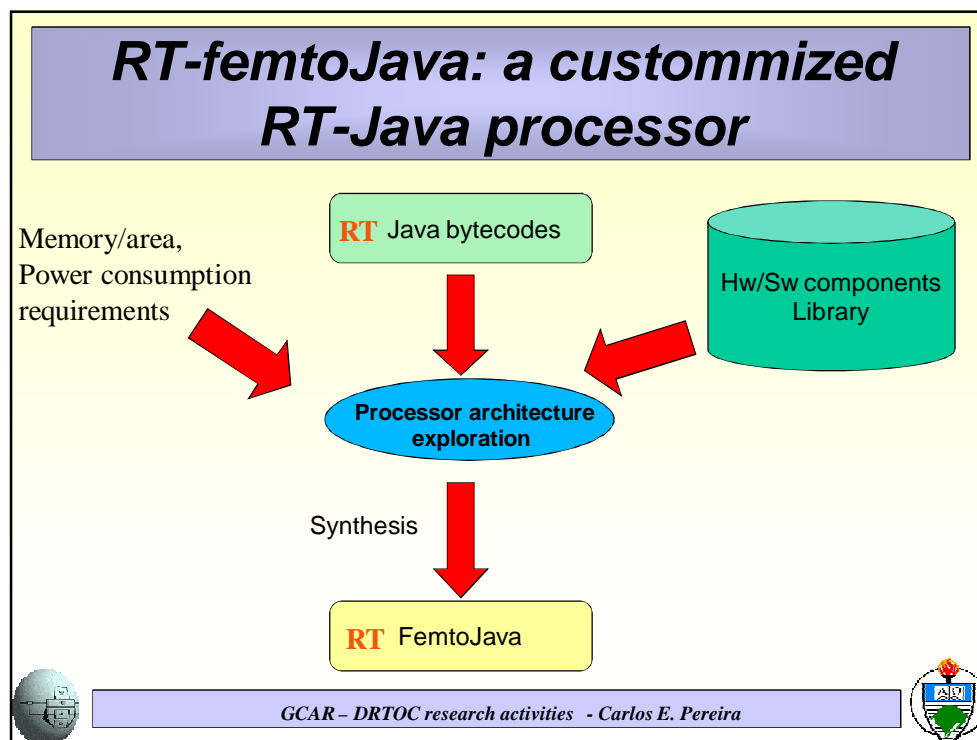 RT-femtoJava: a custommized
RT-Java processor
Memory/area,
Power consumption
requirements
RT Java bytecodes
Hw/Sw components
Library
Processor architecture
exploration
Synthesis
RT FemtoJava
GCAR – DRTOC research activities - Carlos E. Pereira